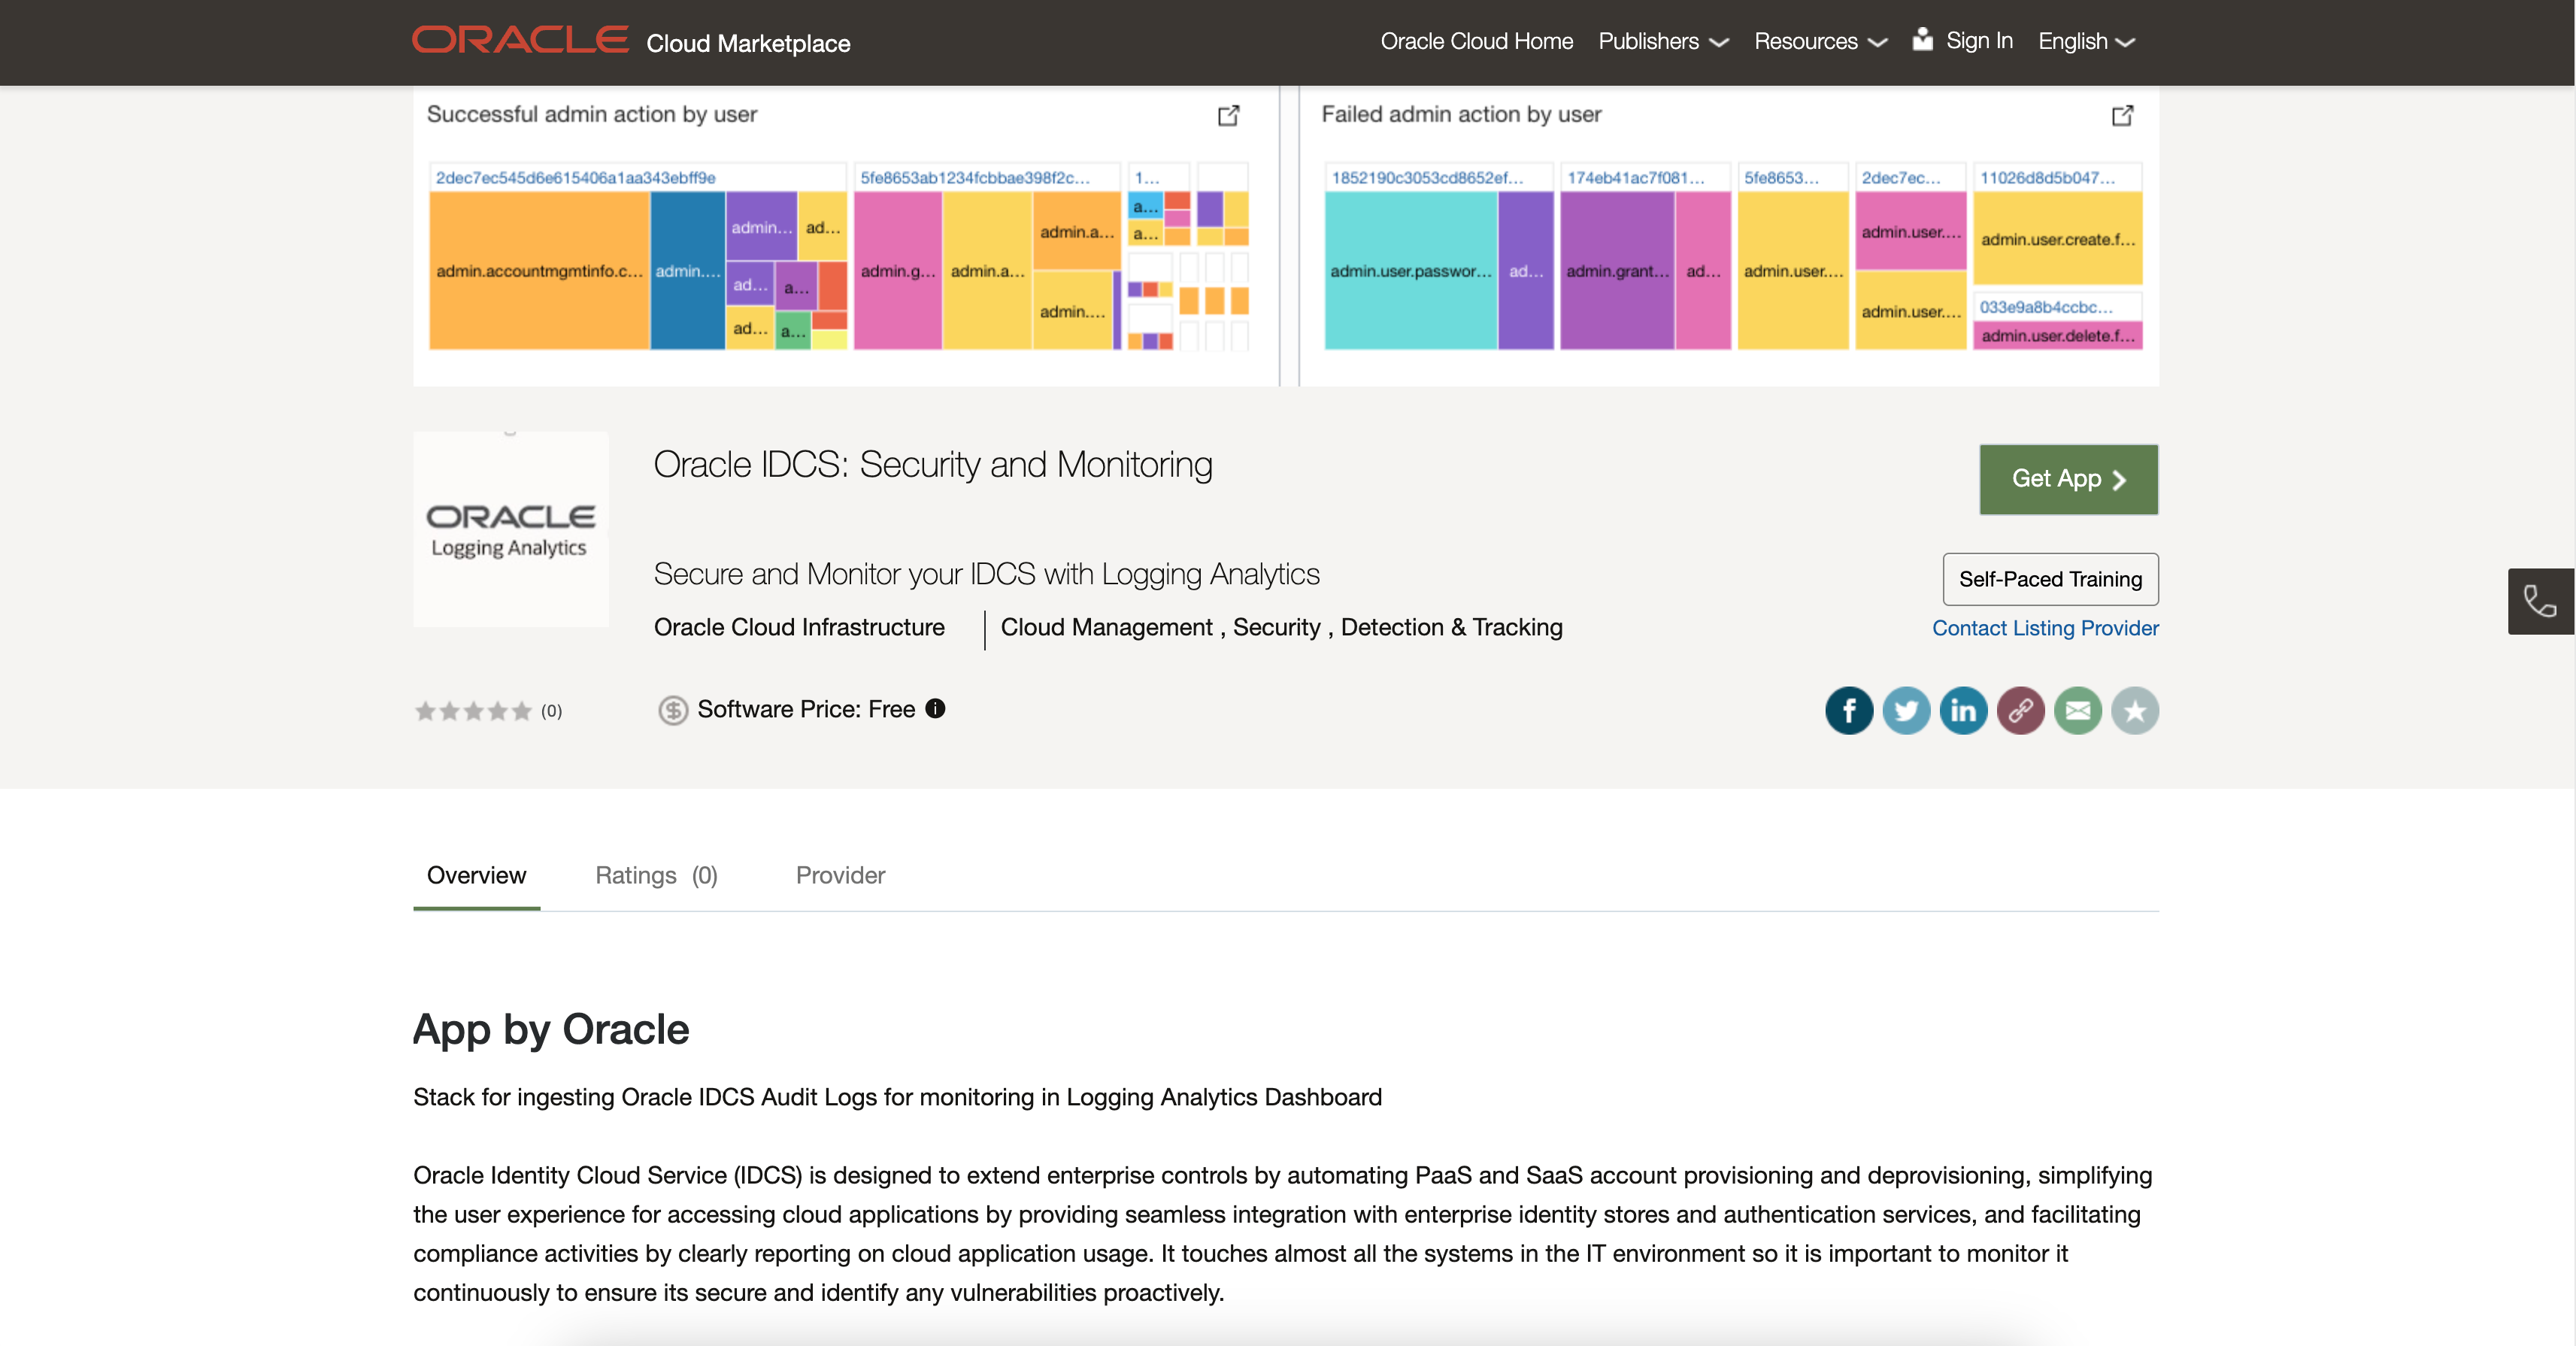 ORACLE Cloud Marketplace
Oracle Cloud Home Publishers Resources Sign In English
Successful admin action by user
2dec7ec545d6e615406a1aa343ebff9e
5fe8653ab1234fcbbae398f2c...
1...
admin.accountmgmtinfo.c...
admin....
admin...
ad...
ad...
a...
ad...
a...
admin.g...
admin.a...
admin.a...
admin....
a...
a...
Failed admin action by user
1852190c3053cd8652ef...
174eb41ac7f081...
5fe8653...
2dec7ec...
11026d8d5b047...
admin.user.passwor...
ad...
admin.grant...
ad...
admin.user....
admin.user....
admin.user....
admin.user.create.f...
033e9a8b4ccbc...
admin.user.delete.f...
ORACLE
Logging Analytics
Oracle IDCS: Security and Monitoring
Get App
Secure and Monitor your IDCS with Logging Analytics
Self-Paced Training
Oracle Cloud Infrastructure
Cloud Management , Security , Detection & Tracking
Contact Listing Provider
(0)
Software Price: Free
Overview Ratings (0) Provider
App by Oracle
Stack for ingesting Oracle IDCS Audit Logs for monitoring in Logging Analytics Dashboard
Oracle Identity Cloud Service (IDCS) is designed to extend enterprise controls by automating PaaS and SaaS account provisioning and deprovisioning, simplifying
the user experience for accessing cloud applications by providing seamless integration with enterprise identity stores and authentication services, and facilitating
compliance activities by clearly reporting on cloud application usage. It touches almost all the systems in the IT environment so it is important to monitor it
continuously to ensure its secure and identify any vulnerabilities proactively.